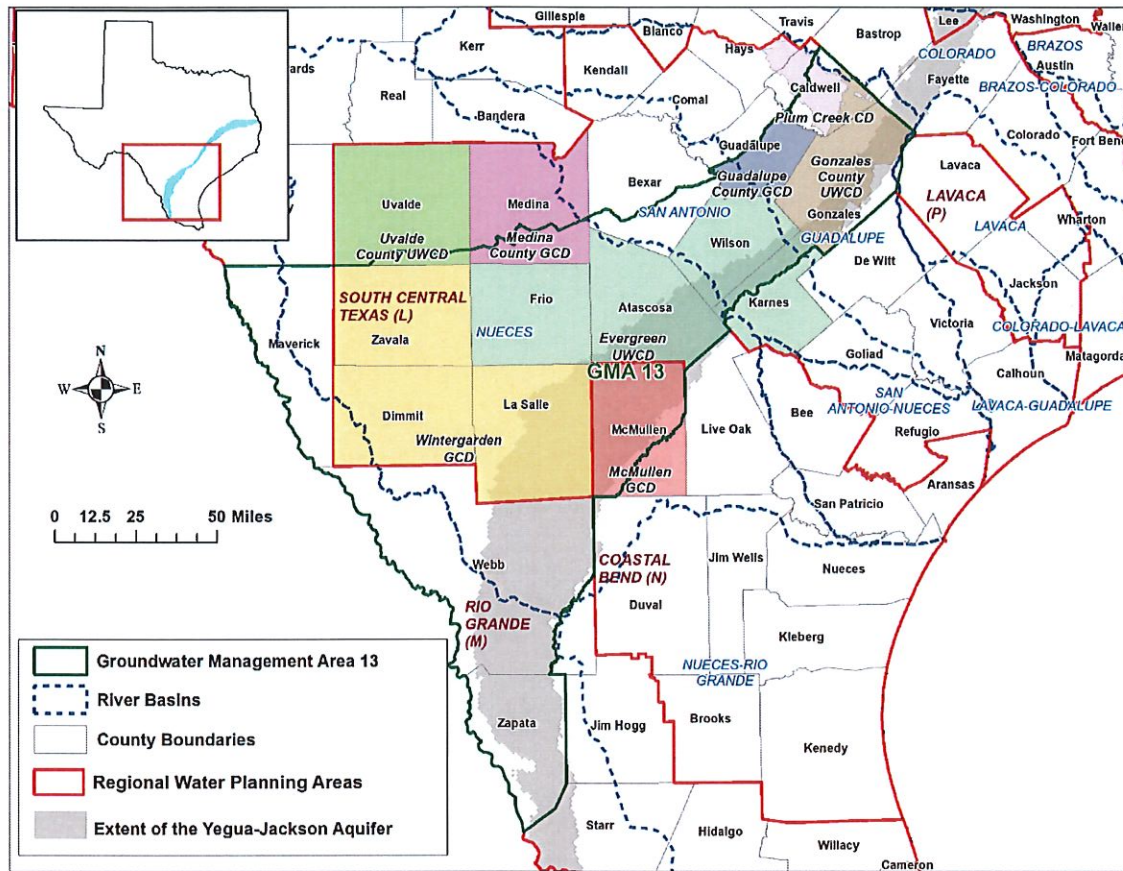 Gillespie
Blanco
Travis
Lee
Washington
Waller
Kerr
Hays
Bastrop
COLORADO
BRAZOS
ards
Kendall
Austin
Real
Caldwell
Fayette
BRAZOS-COLORADO
Comal
Bandera
Plum Creek CD
Colorado
Guadalupe
Fort Bend
Guadalupe
County GCD
Gonzales
County
UWCD
Lavaca
Bexar
Uvalde
Medina
SAN ANTONIO
Gonzales
LAVACA
(P)
LAVACA
Wharton
Uvalde
County UWCD
Medina
County GCD
Wilson
GUADALUPE
De Witt
Jackson
SOUTH CENTRAL
TEXAS (L)
Frio
Atascosa
Karnes
NUECES
Victoria
COLORADO-LAVACA
Maverick
Zavala
Evergreen
UWCD
Goliad
Matagorda
GMA 13
Calhoun
N
W
E
S
SAN
ANTONIO-NUECES
LAVACA-GUADALUPE
Dimmit
La Salle
Bee
McMullen
Live Oak
Refugio
Wintergarden
GCD
McMullen
GCD
Aransas
San Patricio
0 12.5 25 50 Miles
Webb
COASTAL
BEND (N)
Jim Wells
Nueces
Duval
RIO
GRANDE
(M)
Kleberg
NUECES-RIO
GRANDE
Zapata
Jim Hogg
Brooks
Kenedy
Starr
Hidalgo
Willacy
Cameron
Groundwater Management Area 13
River Basins
County Boundaries
Regional Water Planning Areas
Extent of the Yegua-Jackson Aquifer